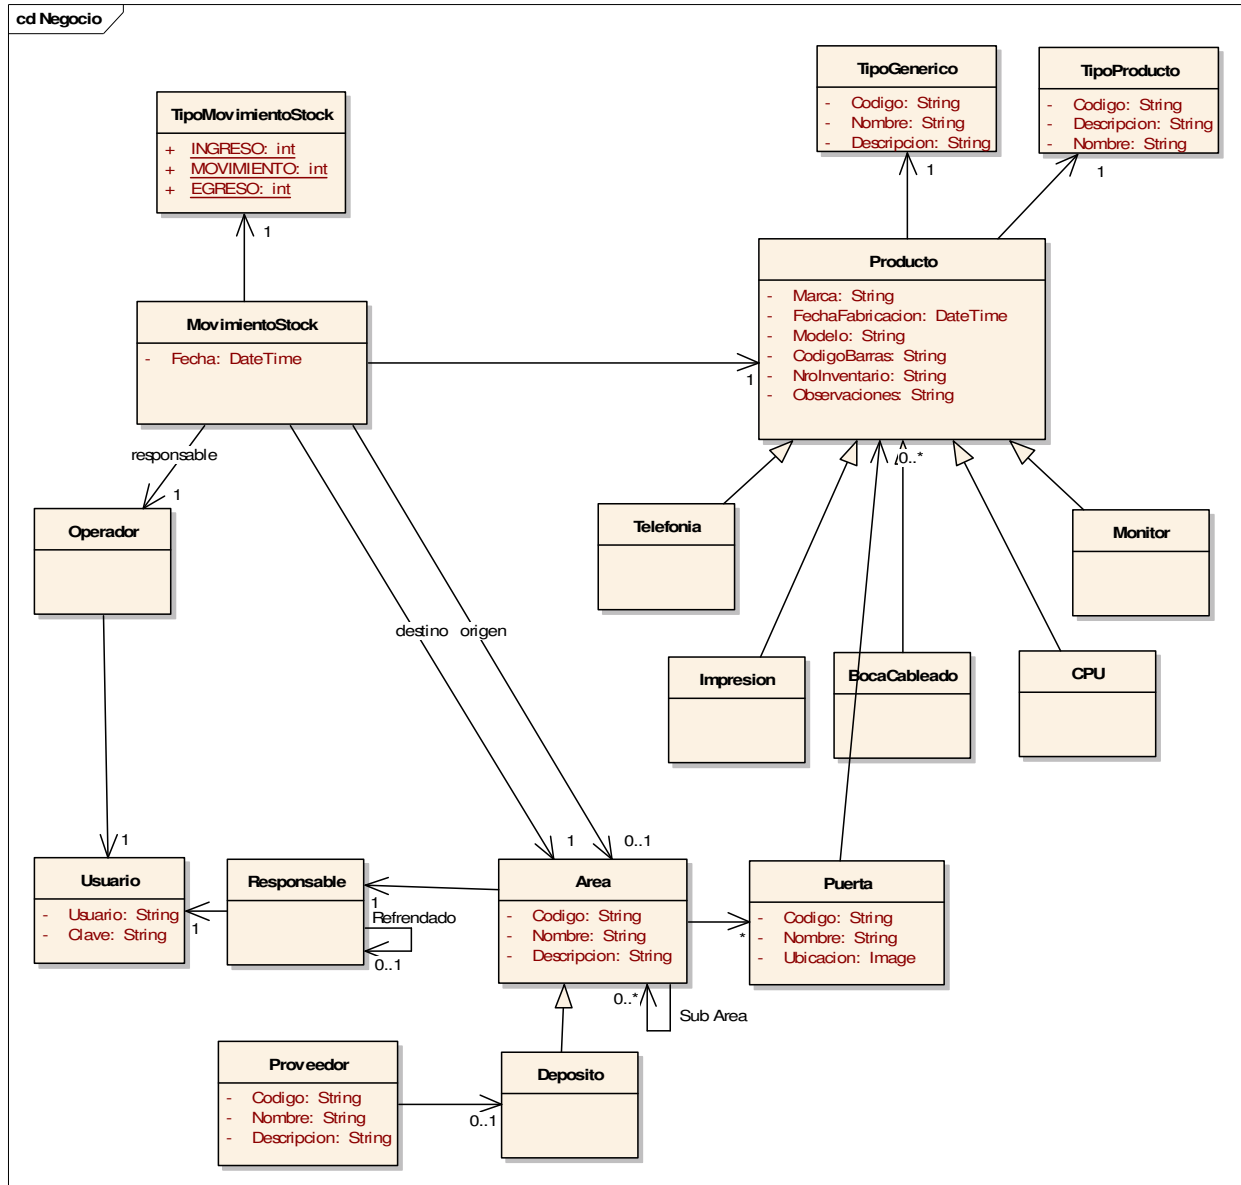 cd Negocio
TipoGenerico
- Codigo: String
- Nombre: String
- Descripcion: String
1
TipoProducto
- Codigo: String
- Descripcion: String
- Nombre: String
1
TipoMovimientoStock
+ INGRESO: int
+ MOVIMIENTO: int
+ EGRESO: int
1
Producto
- Marca: String
- FechaFabricacion: DateTime
- Modelo: String
- CodigoBarras: String
- NroInventario: String
- Observaciones: String
MovimientoStock
- Fecha: DateTime
1
responsable
1
0..*
Operador
Telefonia
Monitor
destino
origen
Impresion
BocaCableado
CPU
1
1
0..1
Usuario
- Usuario: String
- Clave: String
1
Responsable
1
Refrendado
0..1
Area
- Codigo: String
- Nombre: String
- Descripcion: String
*
Puerta
- Codigo: String
- Nombre: String
- Ubicacion: Image
0..*
Sub Area
Proveedor
- Codigo: String
- Nombre: String
- Descripcion: String
0..1
Deposito